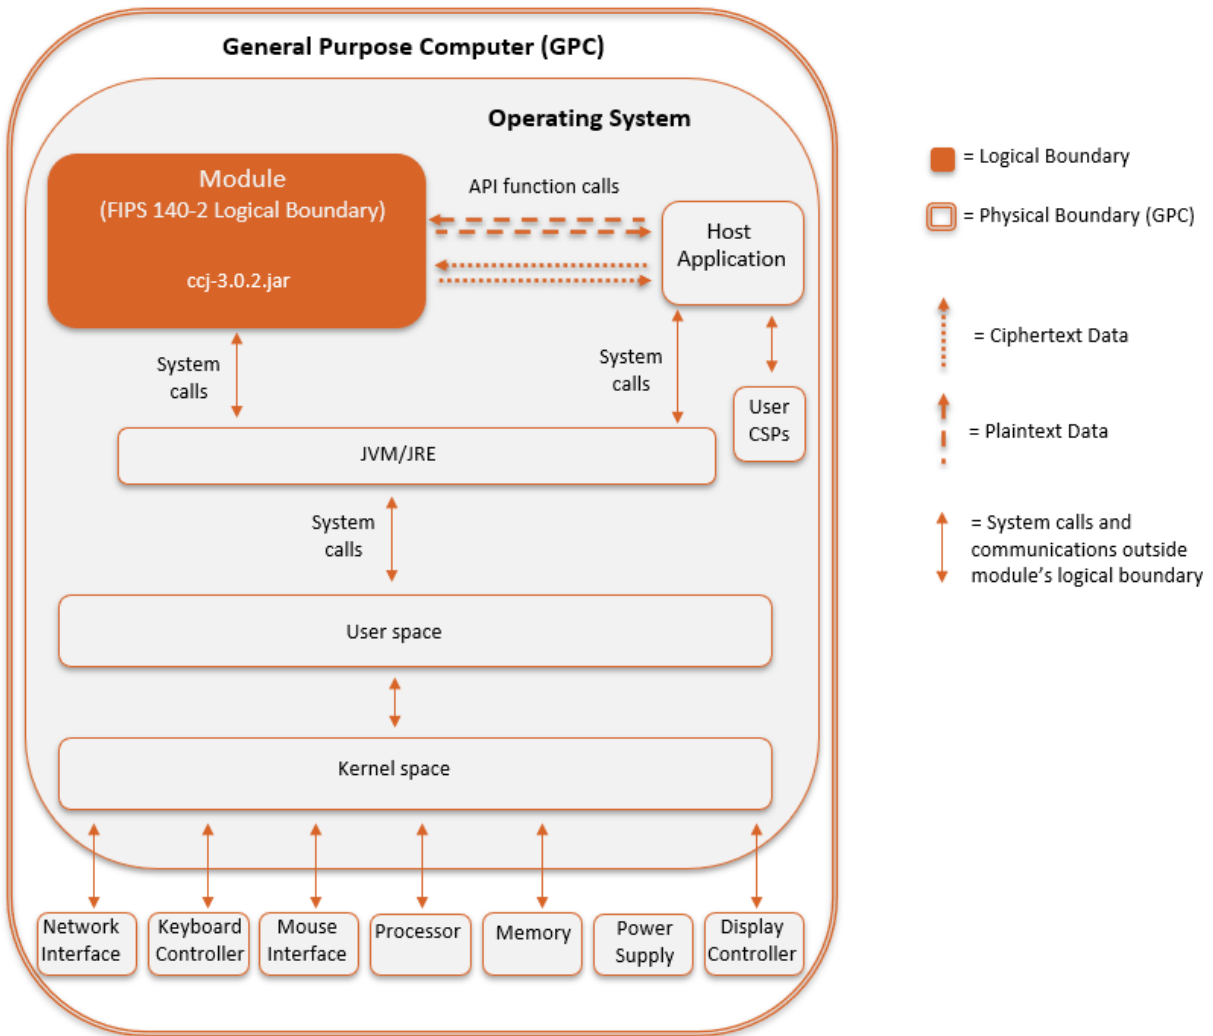 General Purpose Computer (GPC)
Operating System
Module
(FIPS 140-2 Logical Boundary)
ccj-3.0.2.jar
API function calls
Host
Application
System
calls
System
calls
User
CSPs
JVM/JRE
System
calls
User space
Kernel space
Network
Interface
Keyboard
Controller
Mouse
Interface
Processor
Memory
Power
Supply
Display
Controller
= Logical Boundary
= Physical Boundary (GPC)
= Ciphertext Data
= Plaintext Data
= System calls and
communications outside
module’s logical boundary